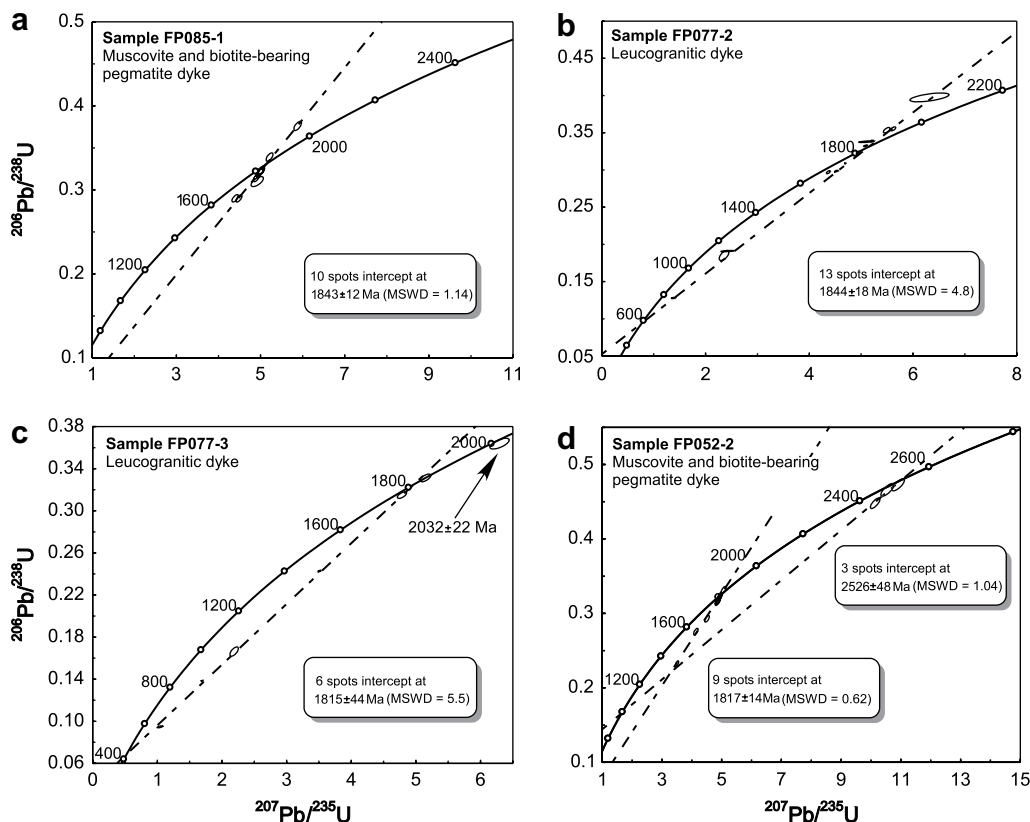 a
Sample FP085-1
Muscovite and biotite-bearing
pegmatite dyke
0.5
0.4
0.3
0.2
0.1
1
3
5
7
9
11
1200
1600
2000
2400
10 spots intercept at
1843±12 Ma (MSWD = 1.14)
206Pb/238U
b
Sample FP077-2
Leucogranitic dyke
0.45
0.35
0.25
0.15
0.05
0
2
4
6
8
600
1000
1400
1800
2200
13 spots intercept at
1844±18 Ma (MSWD = 4.8)
c
Sample FP077-3
Leucogranitic dyke
0.38
0.36
0.32
0.26
0.22
0.16
0.14
0.10
0.06
0
1
2
3
4
5
6
400
800
1200
1600
1800
2000
2032±22 Ma
6 spots intercept at
1815±44 Ma (MSWD = 5.5)
206Pb/238U
207Pb/235U
d
Sample FP052-2
Muscovite and biotite-bearing
pegmatite dyke
0.5
0.4
0.3
0.2
0.1
1
3
5
7
9
11
13
15
1200
1600
2000
2400
2600
3 spots intercept at
2526±48 Ma (MSWD = 1.04)
9 spots intercept at
1817±14Ma (MSWD = 0.62)
207Pb/235U